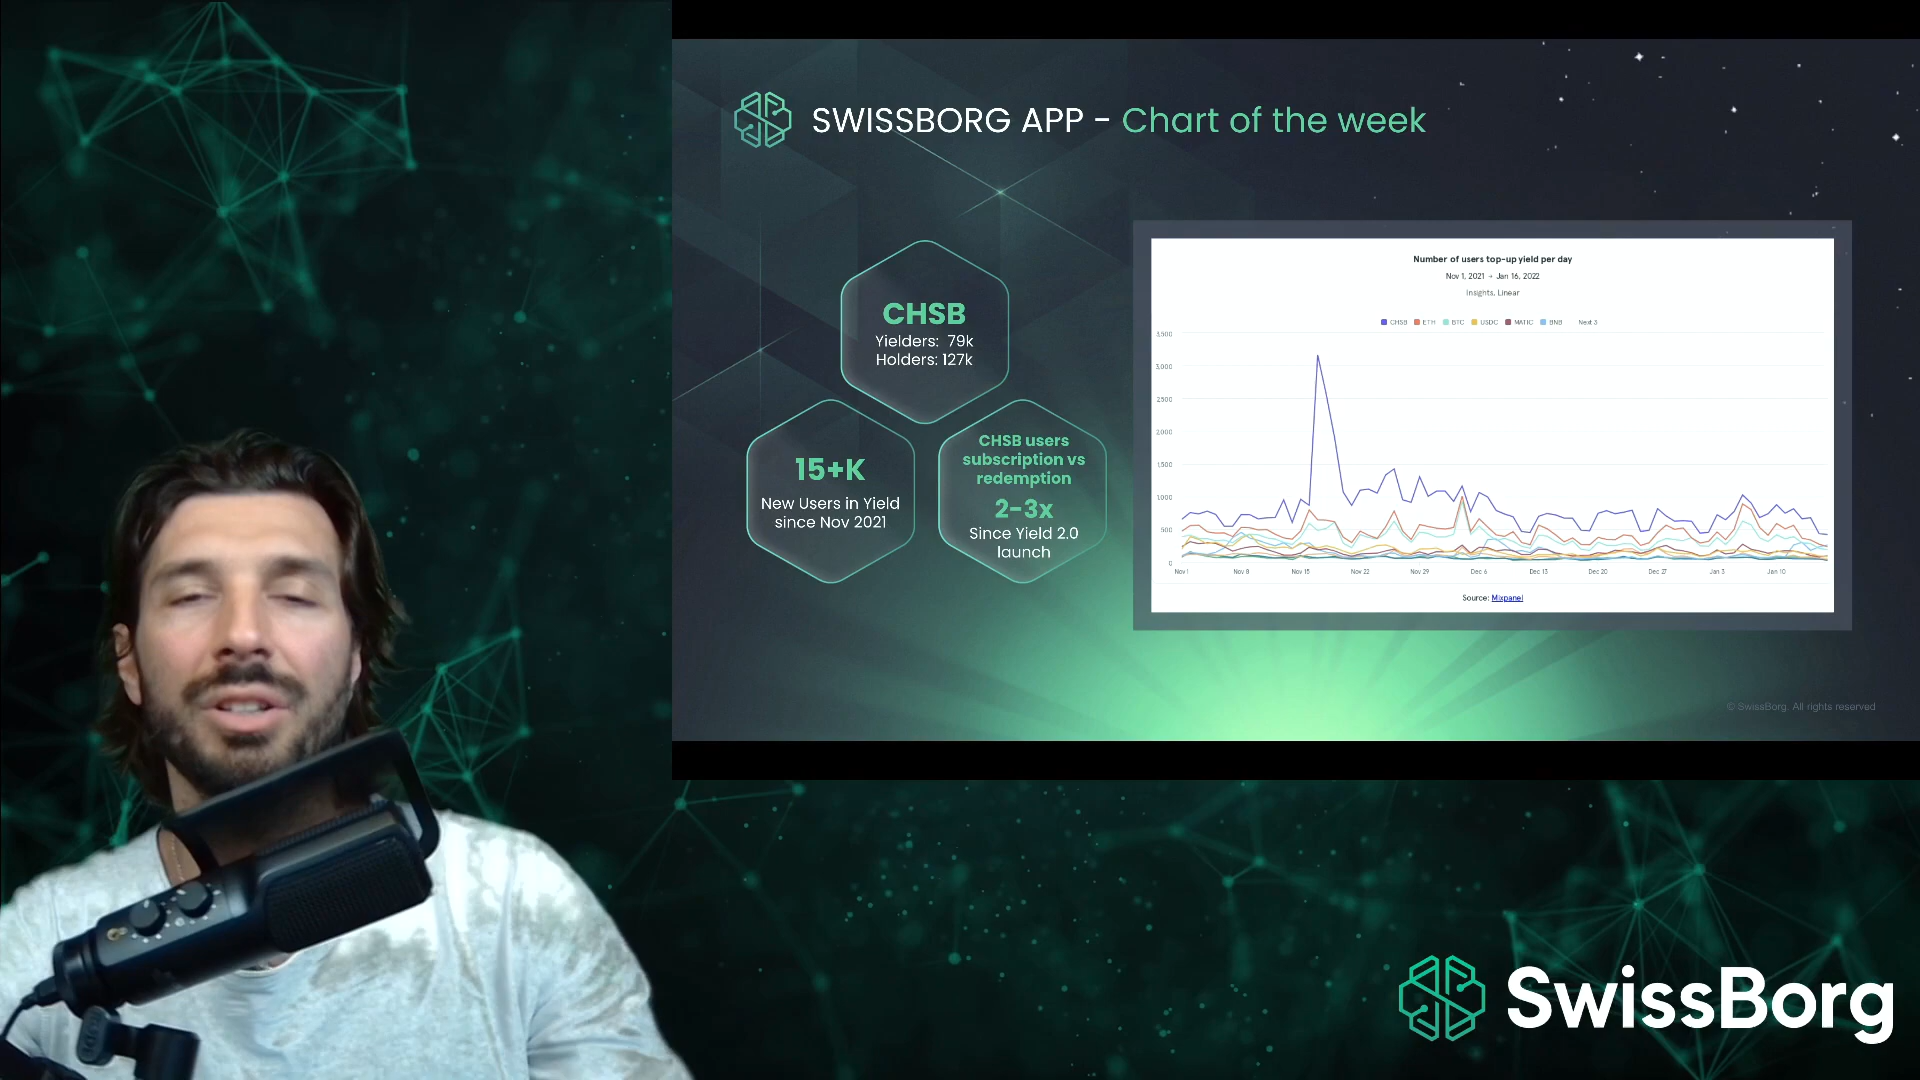 SWISSBORG APP - Chart of the week
CHSB
Yielders: 79k
Holders: 127k
15+K
New Users in Yield
since Nov 2021
CHSB users
subscription vs
redemption
2-3x
Since Yield 2.0
launch
Number of users top-up yield per day
Nov 1, 2021 → Jan 16, 2022
Insights, Linear
CHSB ETH BTC USDC MATIC BNB Next 3
3,500
3,000
2,500
2,000
1,500
1,000
500
0
Nov 1 Nov 8 Nov 15 Nov 22 Nov 29 Dec 6 Dec 13 Dec 20 Dec 27 Jan 3 Jan 10
Source: Mixpanel
© SwissBorg. All rights reserved
SwissBorg